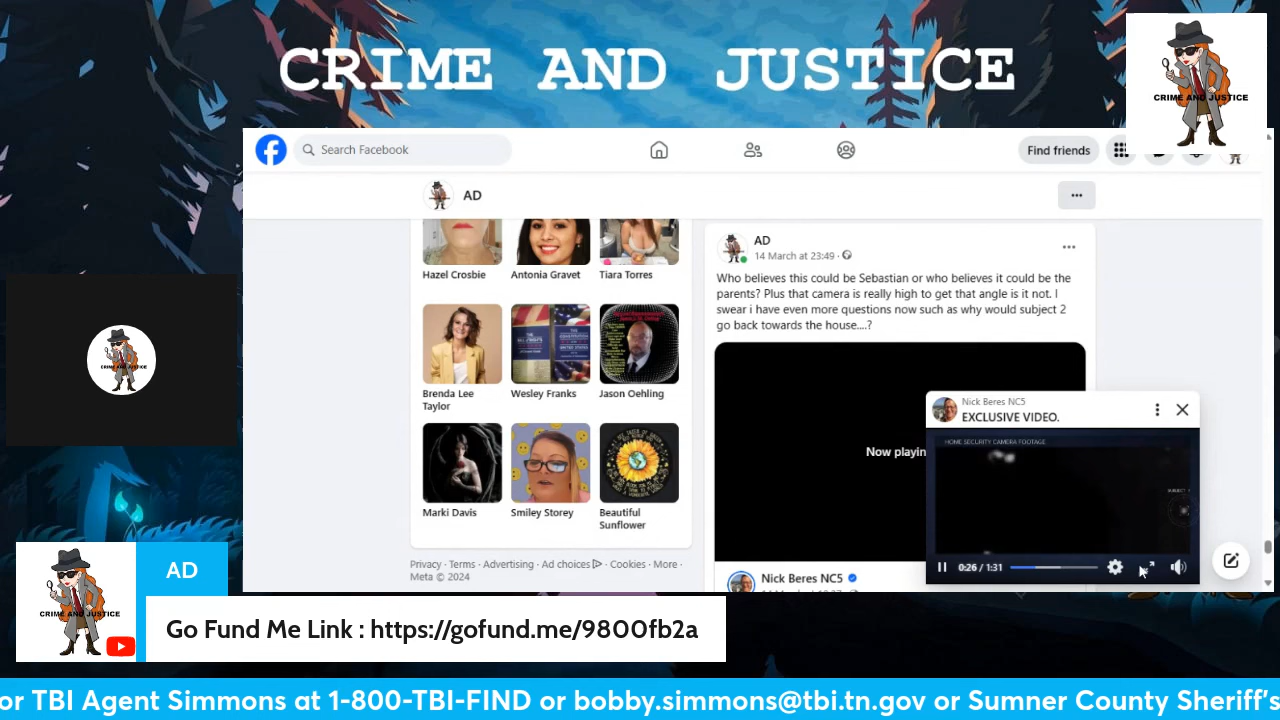 CRIME AND JUSTICE
CRIME AND JUSTICE
Search Facebook
Find friends
AD
Hazel Crosbie
Antonia Gravet
Tiara Torres
Brenda Lee
Taylor
Wesley Franks
Jason Oehling
Marki Davis
Smiley Storey
Beautiful
Sunflower
Privacy · Terms · Advertising · Ad choices · Cookies · More ·
Meta © 2024
AD
14 March at 23:49 ·
Who believes this could be Sebastian or who believes it could be the
parents? Plus that camera is really high to get that angle is it not. I
swear i have even more questions now such as why would subject 2
go back towards the house....?
Now playin
Nick Beres NC5
Nick Beres NC5
EXCLUSIVE VIDEO.
HOME SECURITY CAMERA FOOTAGE
0:26 / 1:31
CRIME AND JUSTICE
CRIME AND JUSTICE
AD
Go Fund Me Link : https://gofund.me/9800fb2a
or TBI Agent Simmons at 1-800-TBI-FIND or bobby.simmons@tbi.tn.gov or Sumner County Sheriff's